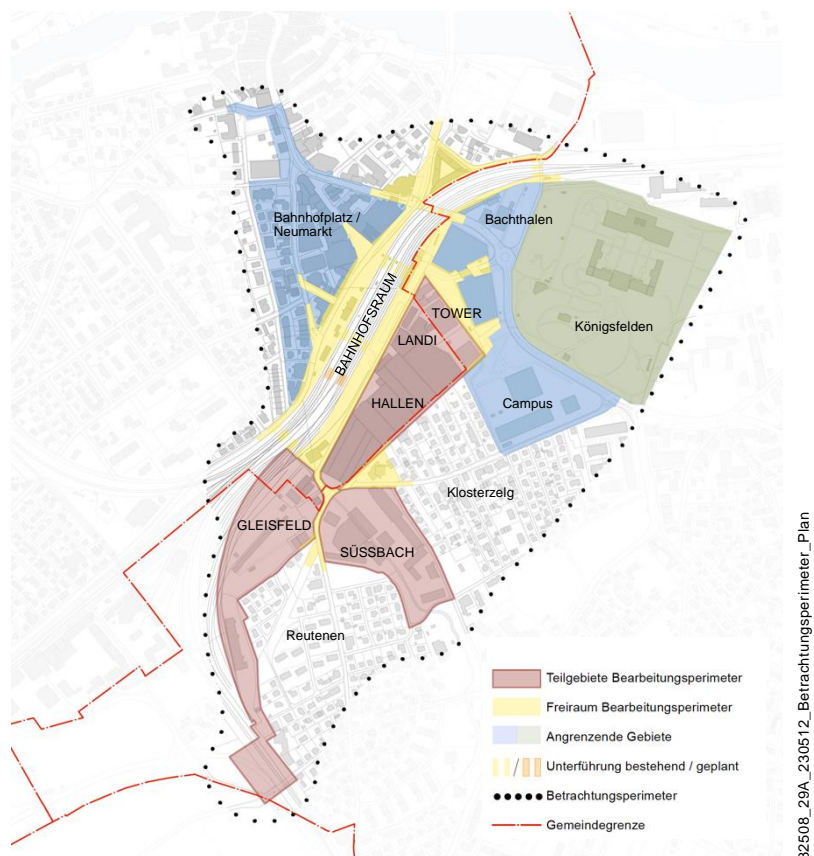 Bahnhofplatz /
Neumarkt
Bachthalen
BAHNHOFSRAUM
TOWER
Königsfelden
LANDI
HALLEN
Campus
Klosterzelg
GLEISFELD
SÜSSBACH
Reutenen
Teilgebiete Bearbeitungsperimeter
Freiraum Bearbeitungsperimeter
Angrenzende Gebiete
Unterführung bestehend / geplant
Betrachtungsperimeter
Gemeindegrenze
32508_29A_230512_Betrachtungsperimeter_Plan